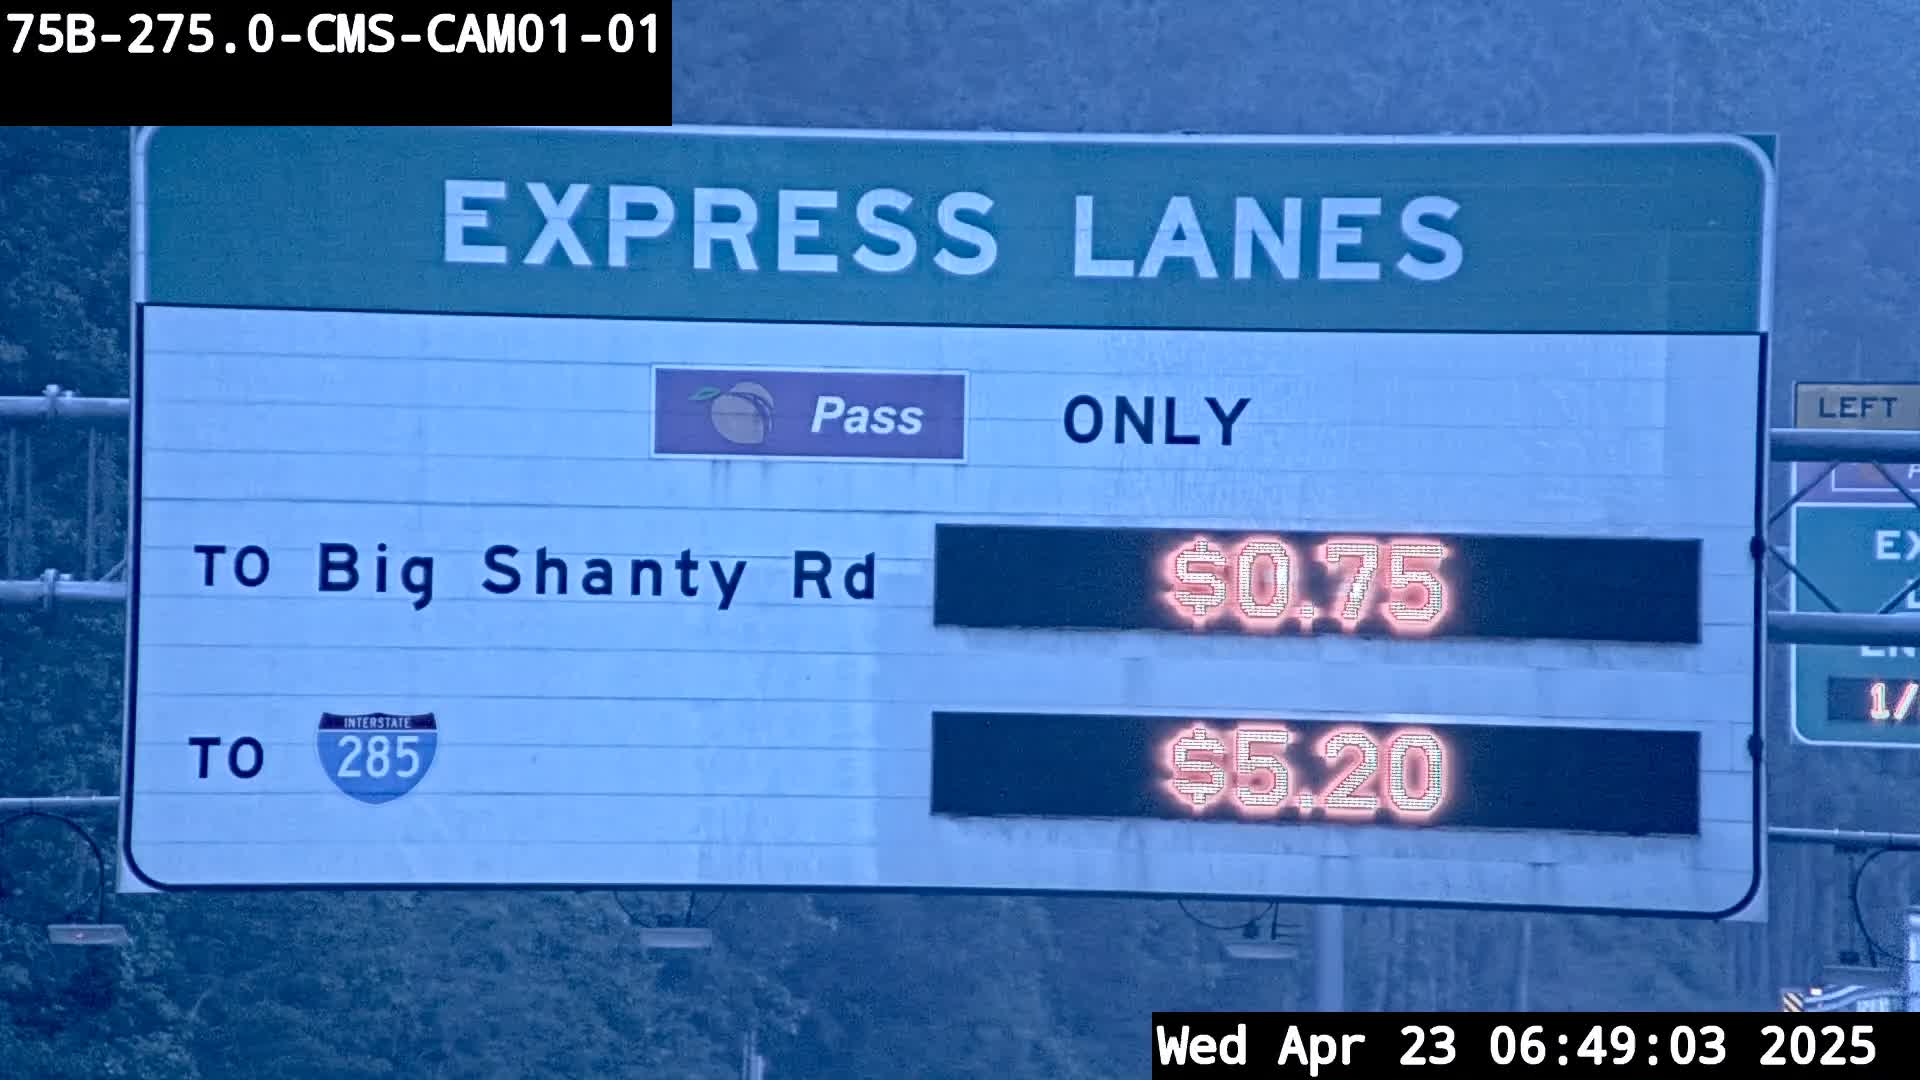 75B-275.0-CMS-CAM01-01
EXPRESS LANES
Pass ONLY
LEFT
TO Big Shanty Rd $0.75
TO INTERSTATE 285 $5.20
1/
Wed Apr 23 06:49:03 2025